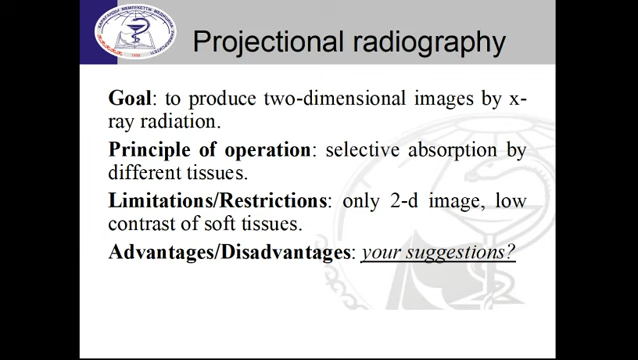 Projectional radiography
Goal: to produce two-dimensional images by x-
ray radiation.
Principle of operation: selective absorption by
different tissues.
Limitations/Restrictions: only 2-d image, low
contrast of soft tissues.
Advantages/Disadvantages: your suggestions?